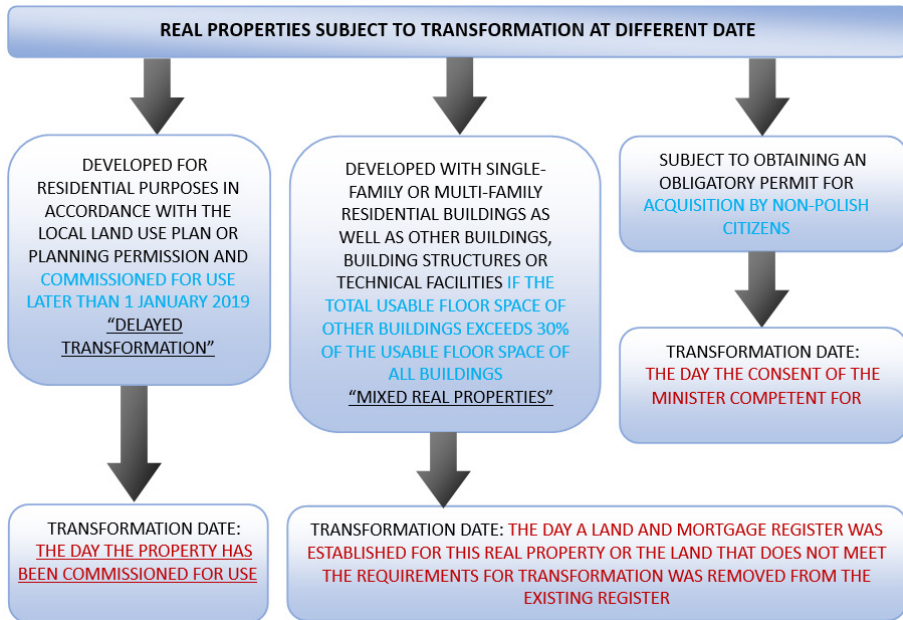 REAL PROPERTIES SUBJECT TO TRANSFORMATION AT DIFFERENT DATE
DEVELOPED FOR
RESIDENTIAL PURPOSES IN
ACCORDANCE WITH THE
LOCAL LAND USE PLAN OR
PLANNING PERMISSION AND
COMMISSIONED FOR USE
LATER THAN 1 JANUARY 2019
“DELAYED
TRANSFORMATION”
DEVELOPED WITH SINGLE-
FAMILY OR MULTI-FAMILY
RESIDENTIAL BUILDINGS AS
WELL AS OTHER BUILDINGS,
BUILDING STRUCTURES OR
TECHNICAL FACILITIES IF THE
TOTAL USABLE FLOOR SPACE OF
OTHER BUILDINGS EXCEEDS 30%
OF THE USABLE FLOOR SPACE OF
ALL BUILDINGS
“MIXED REAL PROPERTIES”
SUBJECT TO OBTAINING AN
OBLIGATORY PERMIT FOR
ACQUISITION BY NON-POLISH
CITIZENS
TRANSFORMATION DATE:
THE DAY THE CONSENT OF THE
MINISTER COMPETENT FOR
TRANSFORMATION DATE:
THE DAY THE PROPERTY HAS
BEEN COMMISSIONED FOR USE
TRANSFORMATION DATE: THE DAY A LAND AND MORTGAGE REGISTER WAS
ESTABLISHED FOR THIS REAL PROPERTY OR THE LAND THAT DOES NOT MEET
THE REQUIREMENTS FOR TRANSFORMATION WAS REMOVED FROM THE
EXISTING REGISTER